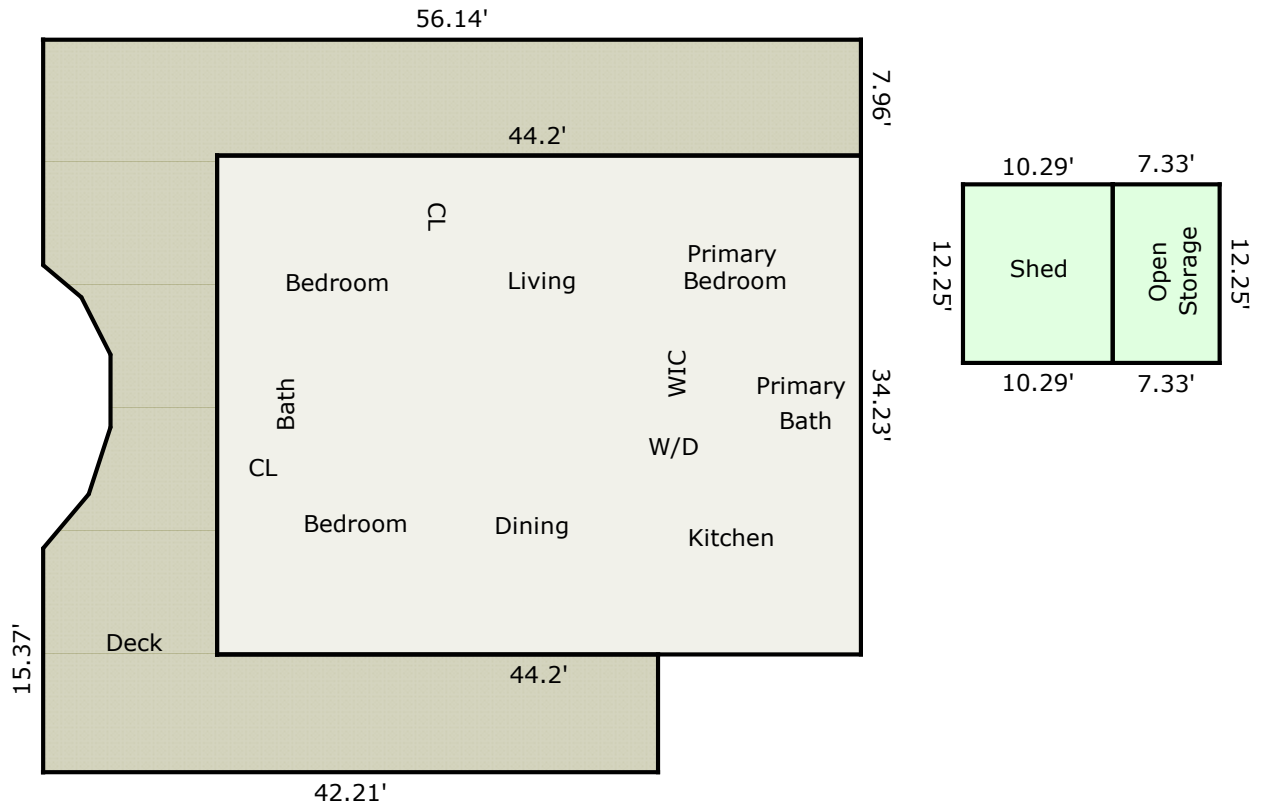 56.14'
7.96'
44.2'
10.29'
7.33'
CL
Primary
Bedroom
Bedroom
Living
12.25'
Shed
Open
Storage
12.25'
WIC
Primary
Bath
34.23'
10.29'
7.33'
Bath
W/D
CL
Bedroom
Dining
Kitchen
Deck
15.37'
44.2'
42.21'